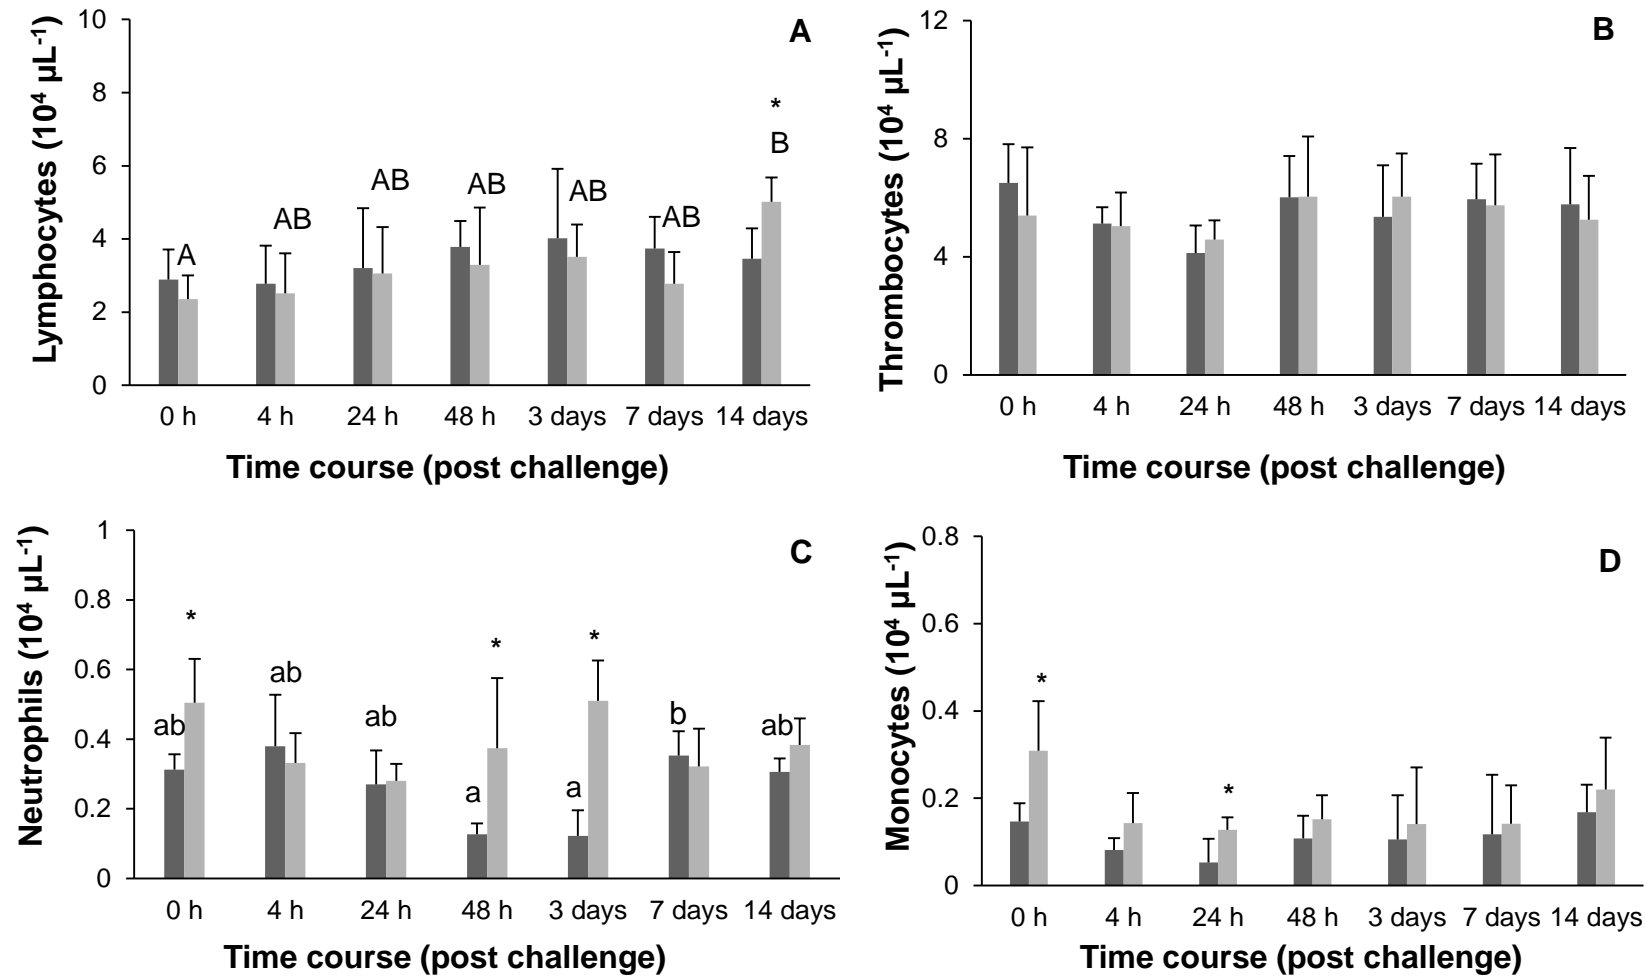 A
Lymphocytes (10⁴ µL⁻¹)
10
8
6
4
2
0
A
AB
AB
AB
AB
AB
*
B
0 h 4 h 24 h 48 h 3 days 7 days 14 days
Time course (post challenge)
B
Thrombocytes (10⁴ µL⁻¹)
12
8
4
0
0 h 4 h 24 h 48 h 3 days 7 days 14 days
Time course (post challenge)
C
Neutrophils (10⁴ µL⁻¹)
1
0.8
0.6
0.4
0.2
0
ab
*
ab
ab
a
*
a
*
b
ab
0 h 4 h 24 h 48 h 3 days 7 days 14 days
Time course (post challenge)
D
Monocytes (10⁴ µL⁻¹)
0.8
0.6
0.4
0.2
0
*
*
0 h 4 h 24 h 48 h 3 days 7 days 14 days
Time course (post challenge)